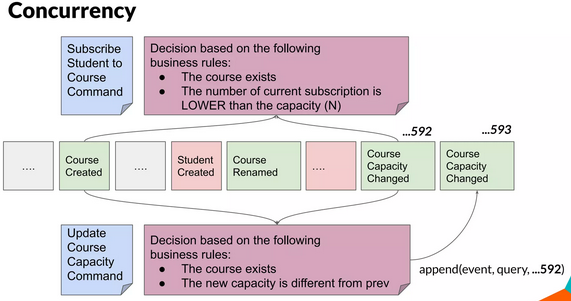 Concurrency
Subscribe
Student to
Course
Command
Decision based on the following
business rules:
● The course exists
● The number of current subscription is
LOWER than the capacity (N)
...592
...593
....
Course
Created
....
Student
Created
Course
Renamed
....
Course
Capacity
Changed
Course
Capacity
Changed
Update
Course
Capacity
Command
Decision based on the following
business rules:
● The course exists
● The new capacity is different from prev
append(event, query, ...592)